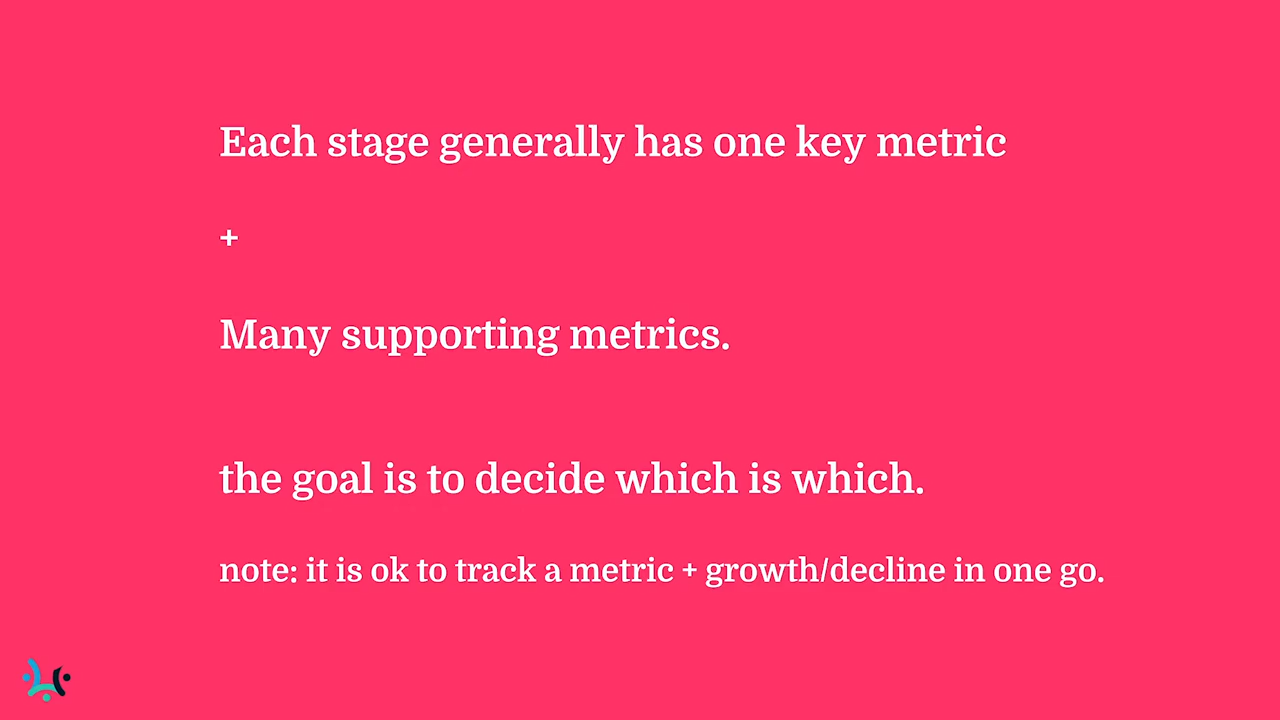 Each stage generally has one key metric
+
Many supporting metrics.
the goal is to decide which is which.
note: it is ok to track a metric + growth/decline in one go.